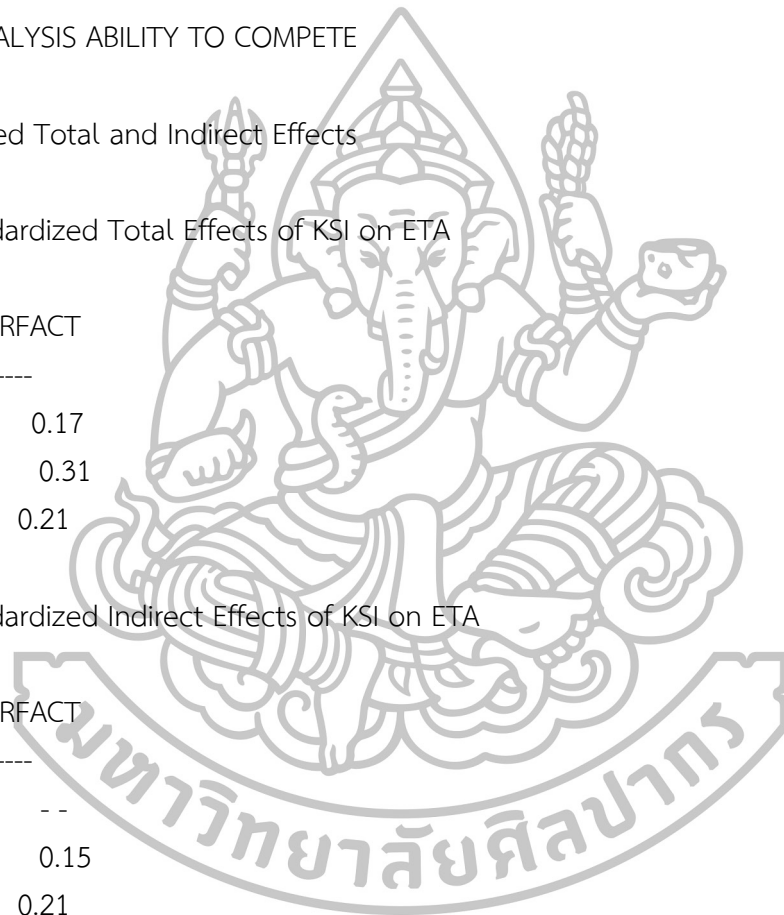 ALYSIS ABILITY TO COMPETE
ed Total and Indirect Effects
dardized Total Effects of KSI on ETA
RFACT
----
0.17
0.31
0.21
dardized Indirect Effects of KSI on ETA
RFACT
----
- -
0.15
0.21
มหาวิทยาลัยศิลปากร